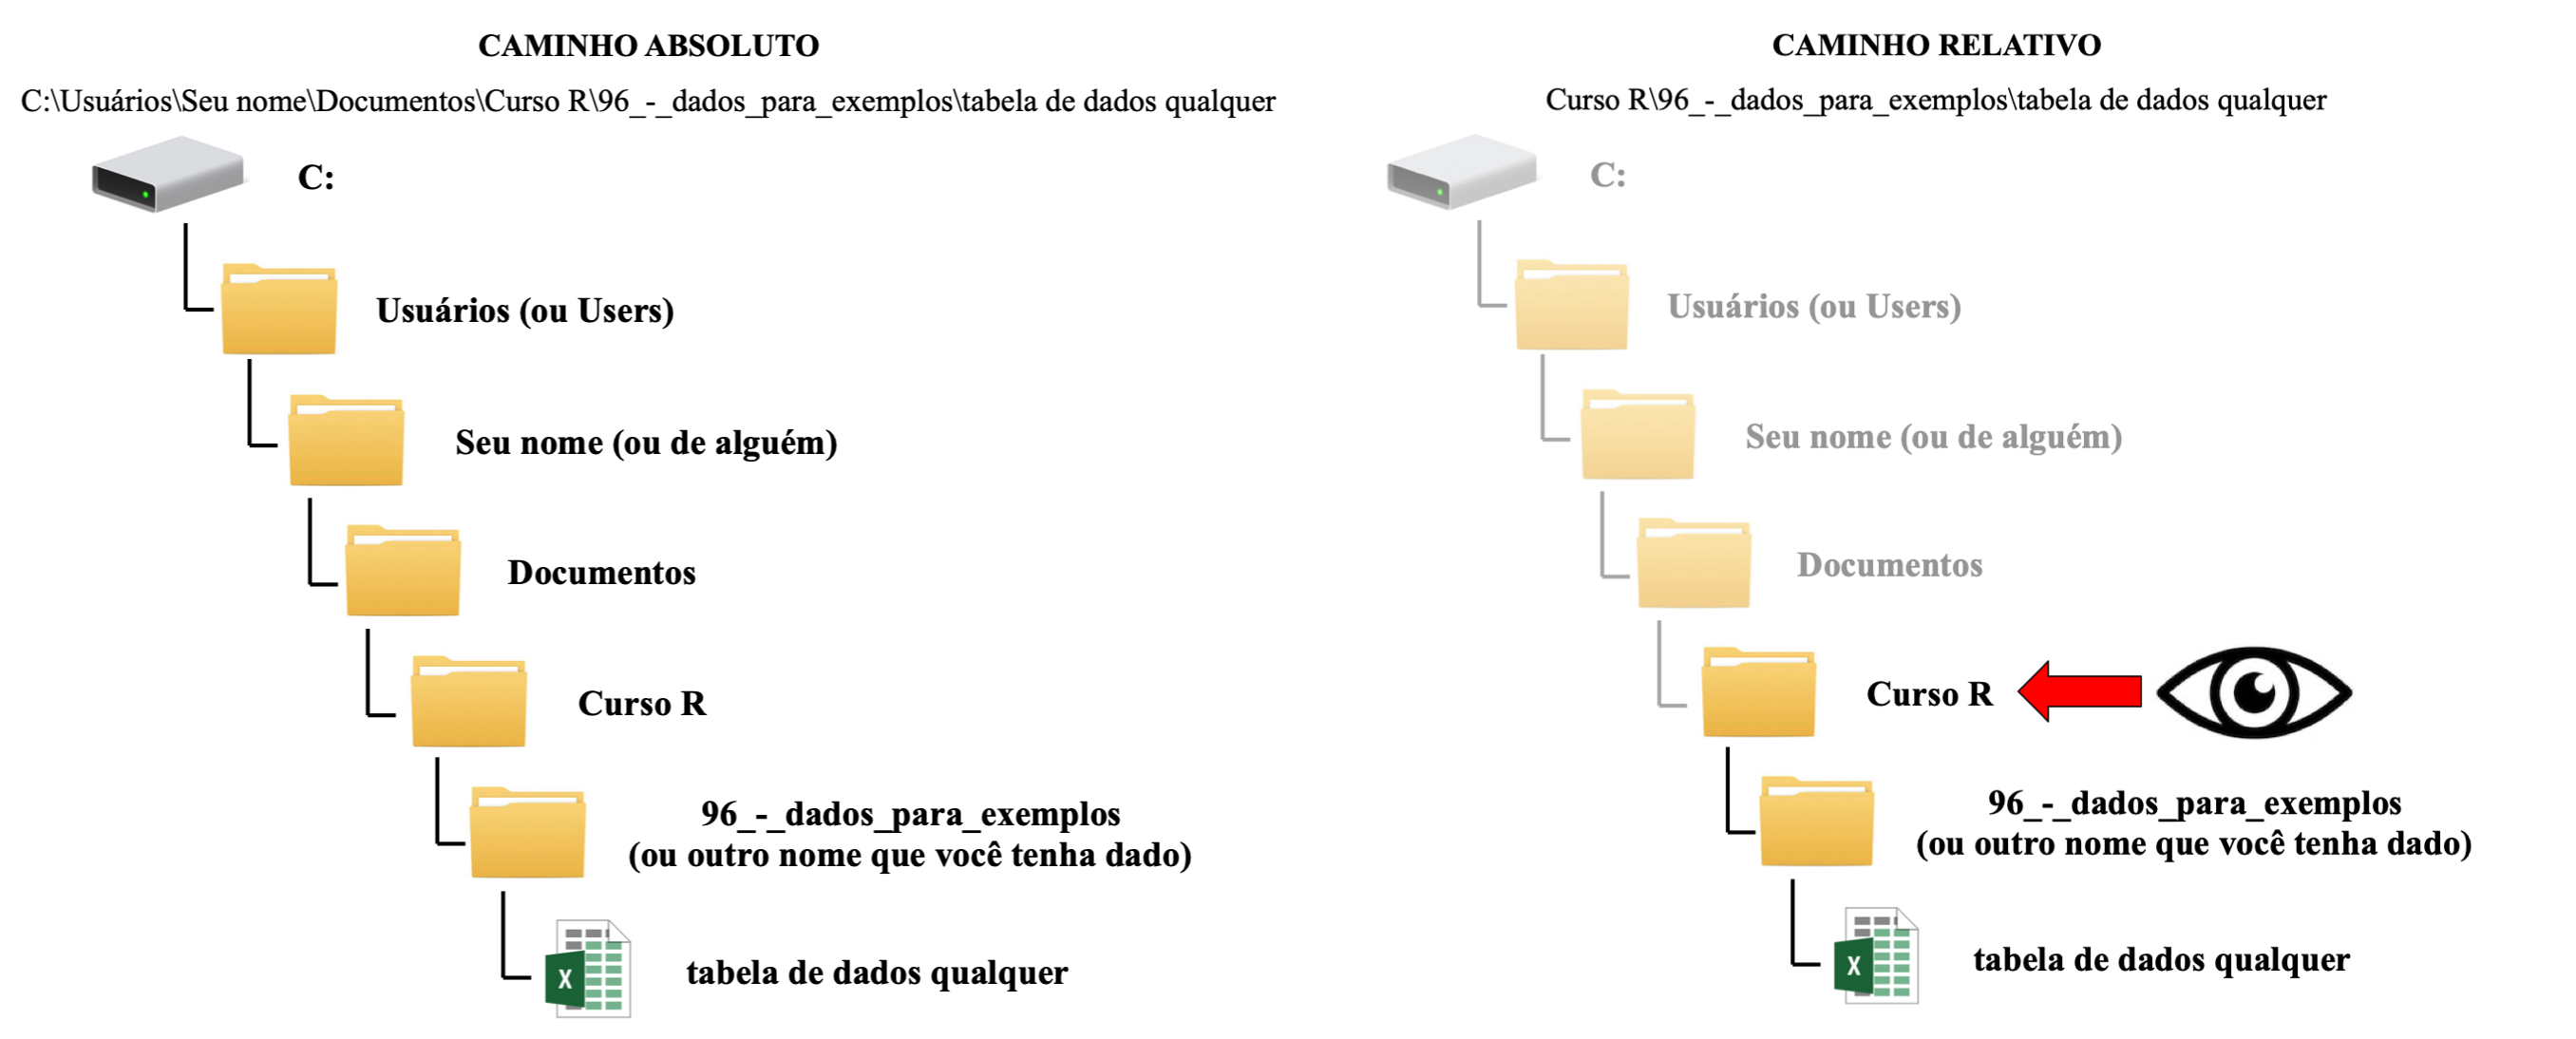 CAMINHO ABSOLUTO
C:\Usuários\Seu nome\Documentos\Curso R\96_-_dados_para_exemplos\tabela de dados qualquer
C:
Usuários (ou Users)
Seu nome (ou de alguém)
Documentos
Curso R
96_-_dados_para_exemplos
(ou outro nome que você tenha dado)
X
tabela de dados qualquer
CAMINHO RELATIVO
Curso R\96_-_dados_para_exemplos\tabela de dados qualquer
C:
Usuários (ou Users)
Seu nome (ou de alguém)
Documentos
Curso R
96_-_dados_para_exemplos
(ou outro nome que você tenha dado)
X
tabela de dados qualquer